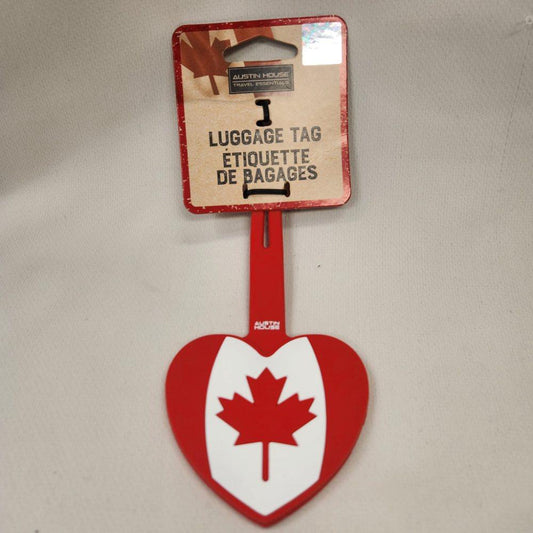 AUSTIN HOUSE
TRAVEL ESSENTIALS
LUGGAGE TAG
ÉTIQUETTE
DE BAGAGES
AUSTIN
HOUSE